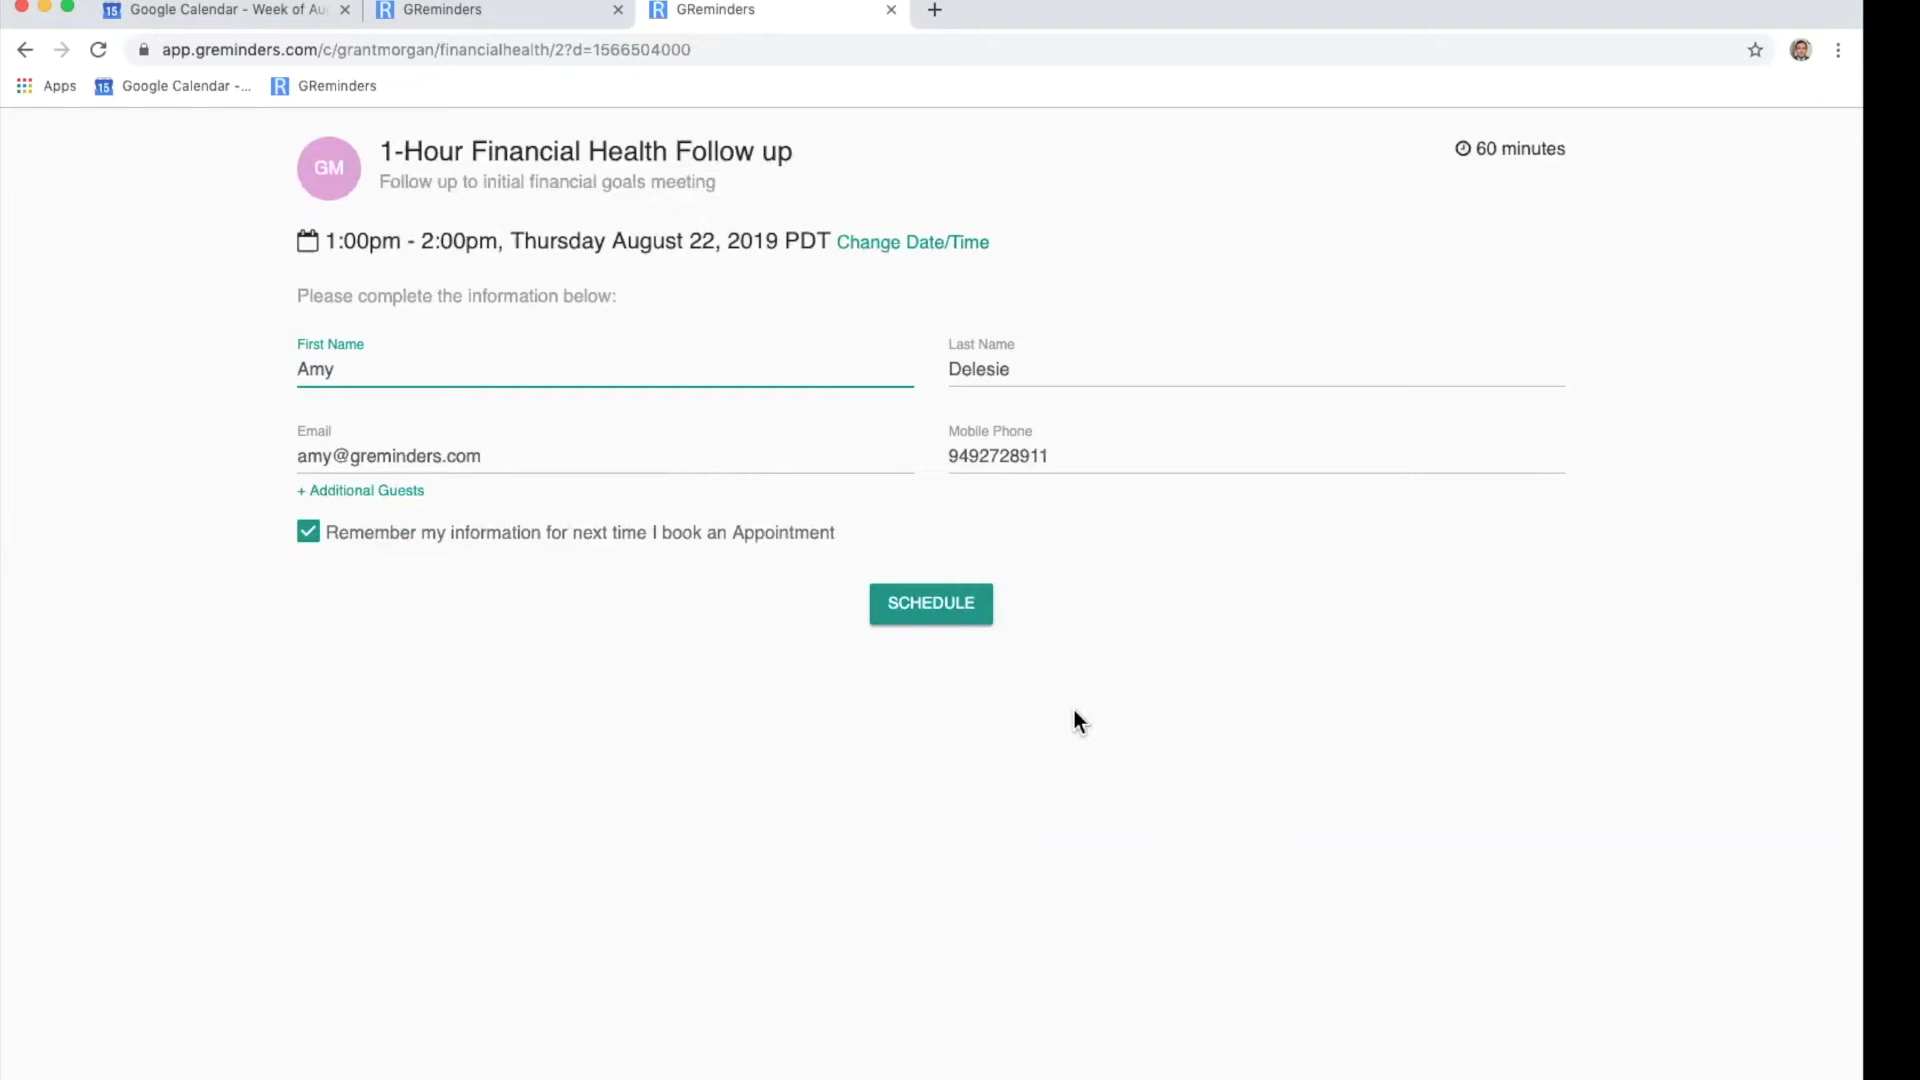 15 Google Calendar - Week of Au
R GReminders
R GReminders
app.greminders.com/c/grantmorgan/financialhealth/2?d=1566504000
Apps
15 Google Calendar -...
R GReminders
GM
1-Hour Financial Health Follow up
60 minutes
Follow up to initial financial goals meeting
1:00pm - 2:00pm, Thursday August 22, 2019 PDT Change Date/Time
Please complete the information below:
First Name
Last Name
Amy
Delesie
Email
Mobile Phone
amy@greminders.com
9492728911
+ Additional Guests
Remember my information for next time I book an Appointment
SCHEDULE